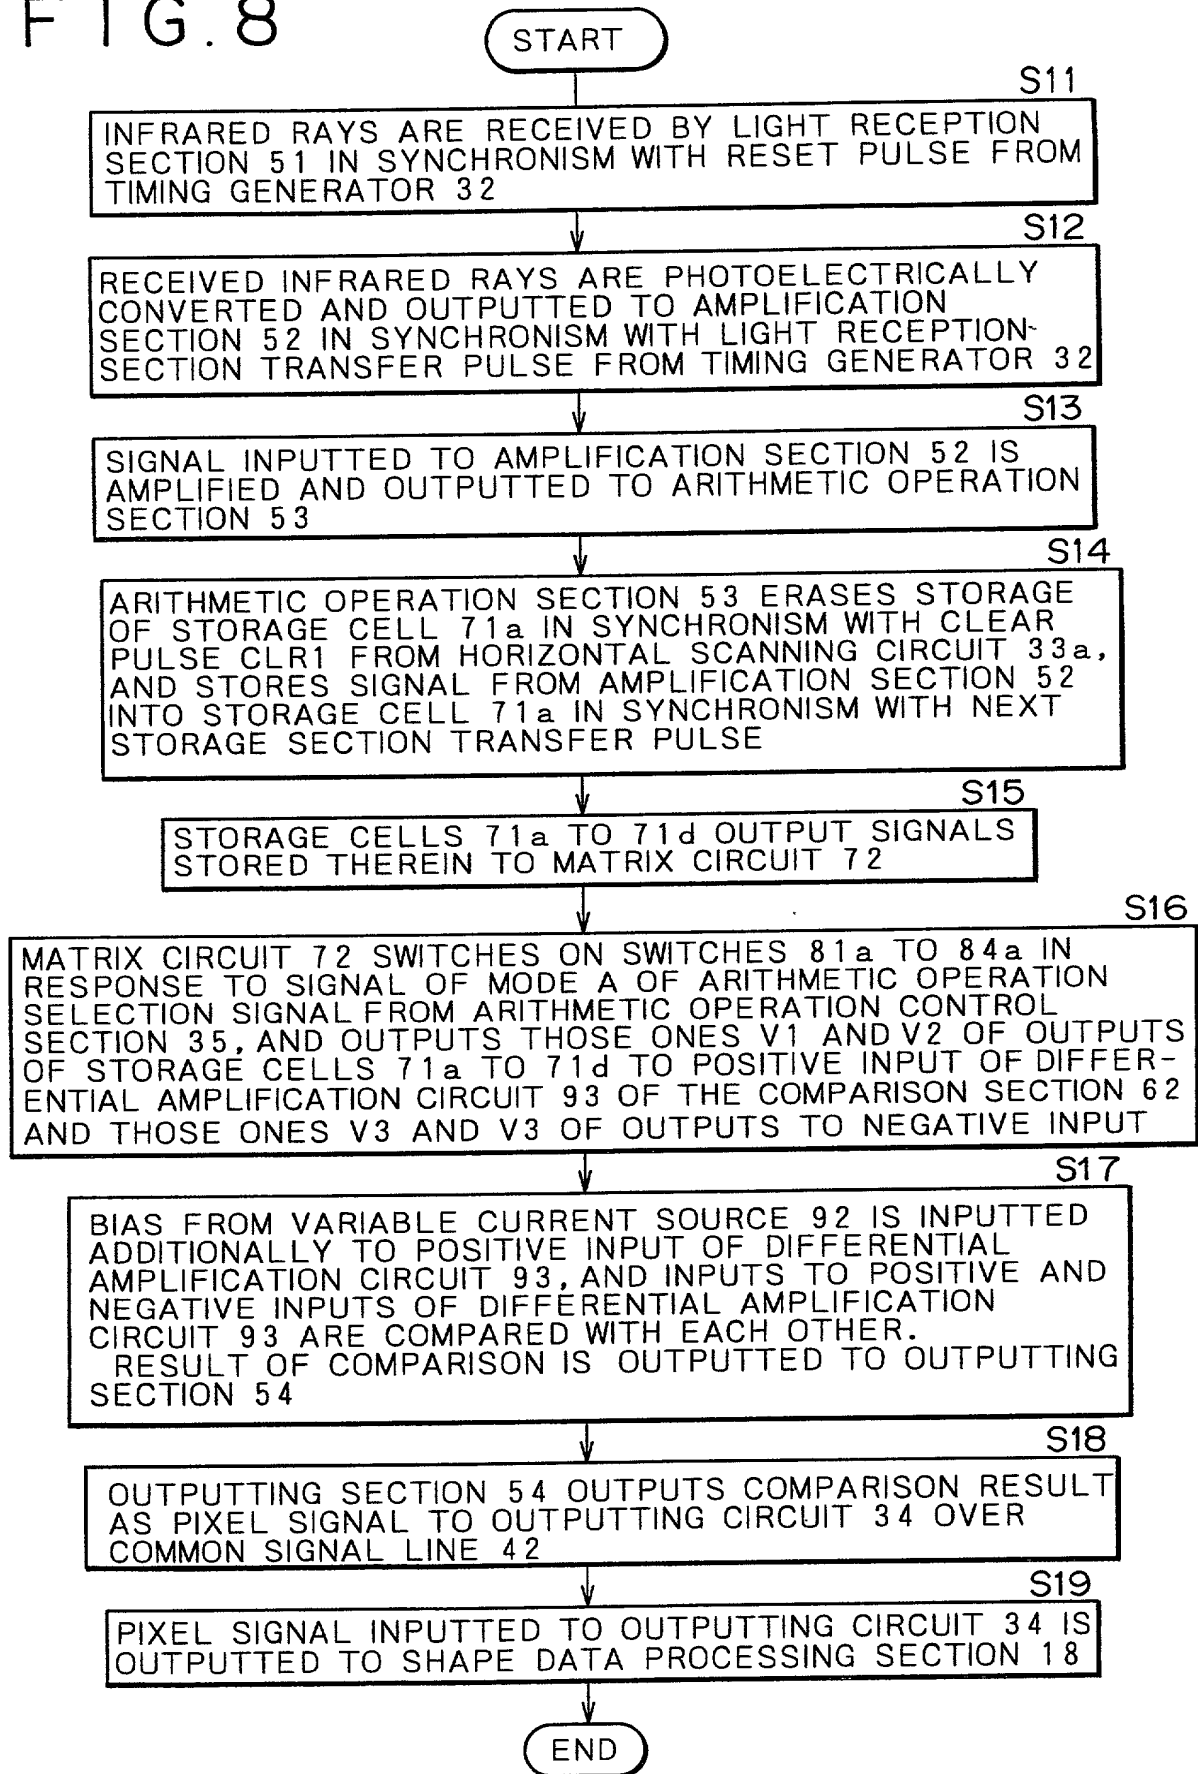 FIG.8
START
S11
INFRARED RAYS ARE RECEIVED BY LIGHT RECEPTION
SECTION 51 IN SYNCHRONISM WITH RESET PULSE FROM
TIMING GENERATOR 32
S12
RECEIVED INFRARED RAYS ARE PHOTOELECTRICALLY
CONVERTED AND OUTPUTTED TO AMPLIFICATION
SECTION 52 IN SYNCHRONISM WITH LIGHT RECEPTION-
SECTION TRANSFER PULSE FROM TIMING GENERATOR 32
S13
SIGNAL INPUTTED TO AMPLIFICATION SECTION 52 IS
AMPLIFIED AND OUTPUTTED TO ARITHMETIC OPERATION
SECTION 53
S14
ARITHMETIC OPERATION SECTION 53 ERASES STORAGE
OF STORAGE CELL 71a IN SYNCHRONISM WITH CLEAR
PULSE CLR1 FROM HORIZONTAL SCANNING CIRCUIT 33a,
AND STORES SIGNAL FROM AMPLIFICATION SECTION 52
INTO STORAGE CELL 71a IN SYNCHRONISM WITH NEXT
STORAGE SECTION TRANSFER PULSE
S15
STORAGE CELLS 71a TO 71d OUTPUT SIGNALS
STORED THEREIN TO MATRIX CIRCUIT 72
S16
MATRIX CIRCUIT 72 SWITCHES ON SWITCHES 81a TO 84a IN
RESPONSE TO SIGNAL OF MODE A OF ARITHMETIC OPERATION
SELECTION SIGNAL FROM ARITHMETIC OPERATION CONTROL
SECTION 35, AND OUTPUTS THOSE ONES V1 AND V2 OF OUTPUTS
OF STORAGE CELLS 71a TO 71d TO POSITIVE INPUT OF DIFFER-
ENTIAL AMPLIFICATION CIRCUIT 93 OF THE COMPARISON SECTION 62
AND THOSE ONES V3 AND V3 OF OUTPUTS TO NEGATIVE INPUT
S17
BIAS FROM VARIABLE CURRENT SOURCE 92 IS INPUTTED
ADDITIONALLY TO POSITIVE INPUT OF DIFFERENTIAL
AMPLIFICATION CIRCUIT 93, AND INPUTS TO POSITIVE AND
NEGATIVE INPUTS OF DIFFERENTIAL AMPLIFICATION
CIRCUIT 93 ARE COMPARED WITH EACH OTHER.
RESULT OF COMPARISON IS OUTPUTTED TO OUTPUTTING
SECTION 54
S18
OUTPUTTING SECTION 54 OUTPUTS COMPARISON RESULT
AS PIXEL SIGNAL TO OUTPUTTING CIRCUIT 34 OVER
COMMON SIGNAL LINE 42
S19
PIXEL SIGNAL INPUTTED TO OUTPUTTING CIRCUIT 34 IS
OUTPUTTED TO SHAPE DATA PROCESSING SECTION 18
END